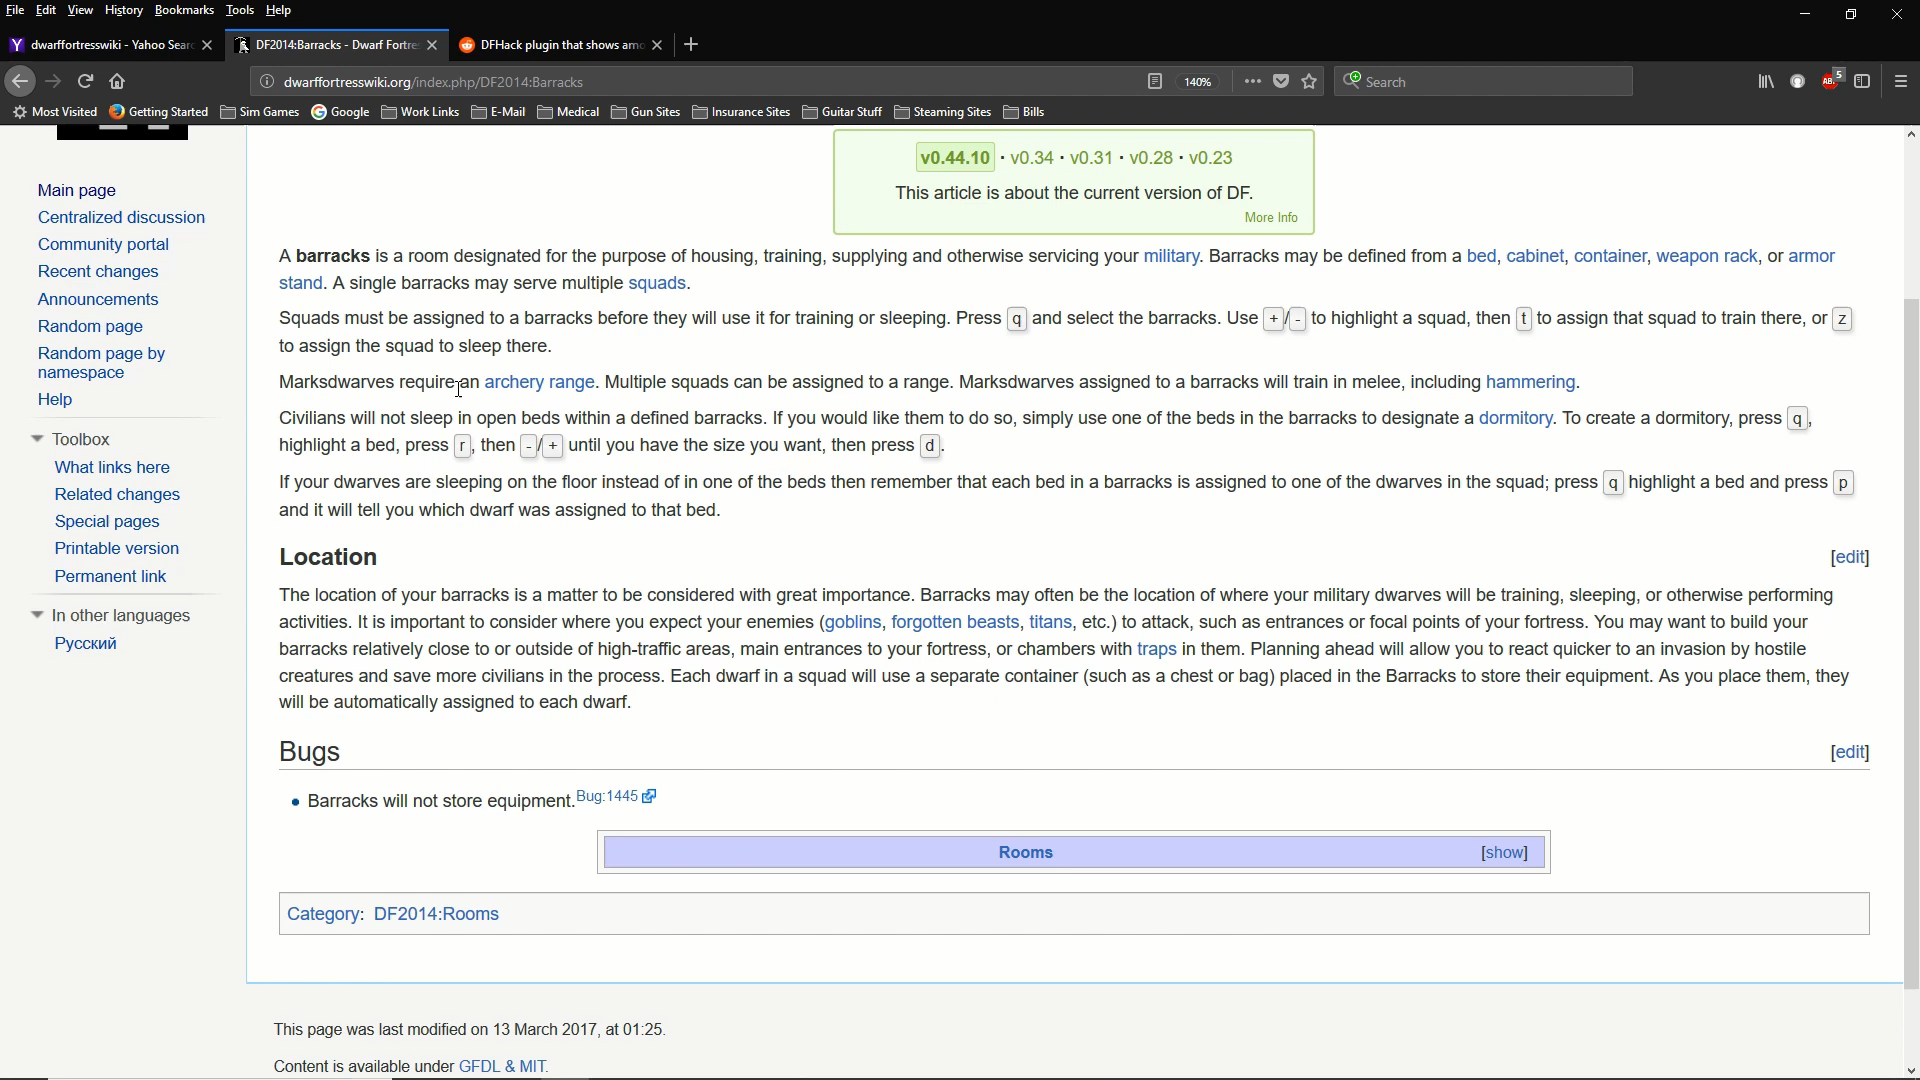 File Edit View History Bookmarks Tools Help
dwarffortresswiki - Yahoo Sear DF2014:Barracks - Dwarf Fortre DFHack plugin that shows amo
dwarffortresswiki.org/index.php/DF2014:Barracks 140% Search 5
Most Visited Getting Started Sim Games Google Work Links E-Mail Medical Gun Sites Insurance Sites Guitar Stuff Steaming Sites Bills
Main page
Centralized discussion
Community portal
Recent changes
Announcements
Random page
Random page by
endancement
Help
Toolbox
What links here
Related changes
Special pages
Printable version
Permanent link
In other languages
Русский
v0.44.10 · v0.34 · v0.31 · v0.28 · v0.23
This article is about the current version of DF.
More Info
A barracks is a room designated for the purpose of housing, training, supplying and otherwise servicing your military. Barracks may be defined from a bed, cabinet, container, weapon rack, or armor
stand. A single barracks may serve multiple squads.
Squads must be assigned to a barracks before they will use it for training or sleeping. Press q and select the barracks. Use +/- to highlight a squad, then t to assign that squad to train there, or z
to assign the squad to sleep there.
Marksdwarves require an archery range. Multiple squads can be assigned to a range. Marksdwarves assigned to a barracks will train in melee, including hammering.
Civilians will not sleep in open beds within a defined barracks. If you would like them to do so, simply use one of the beds in the barracks to designate a dormitory. To create a dormitory, press q,
highlight a bed, press r, then -/+ until you have the size you want, then press d.
If your dwarves are sleeping on the floor instead of in one of the beds then remember that each bed in a barracks is assigned to one of the dwarves in the squad; press q highlight a bed and press p
and it will tell you which dwarf was assigned to that bed.
Location [edit]
The location of your barracks is a matter to be considered with great importance. Barracks may often be the location of where your military dwarves will be training, sleeping, or otherwise performing
activities. It is important to consider where you expect your enemies (goblins, forgotten beasts, titans, etc.) to attack, such as entrances or focal points of your fortress. You may want to build your
barracks relatively close to or outside of high-traffic areas, main entrances to your fortress, or chambers with traps in them. Planning ahead will allow you to react quicker to an invasion by hostile
creatures and save more civilians in the process. Each dwarf in a squad will use a separate container (such as a chest or bag) placed in the Barracks to store their equipment. As you place them, they
will be automatically assigned to each dwarf.
Bugs [edit]
Barracks will not store equipment. Bug:1445
Rooms [show]
Category: DF2014:Rooms
This page was last modified on 13 March 2017, at 01:25.
Content is available under GFDL & MIT.